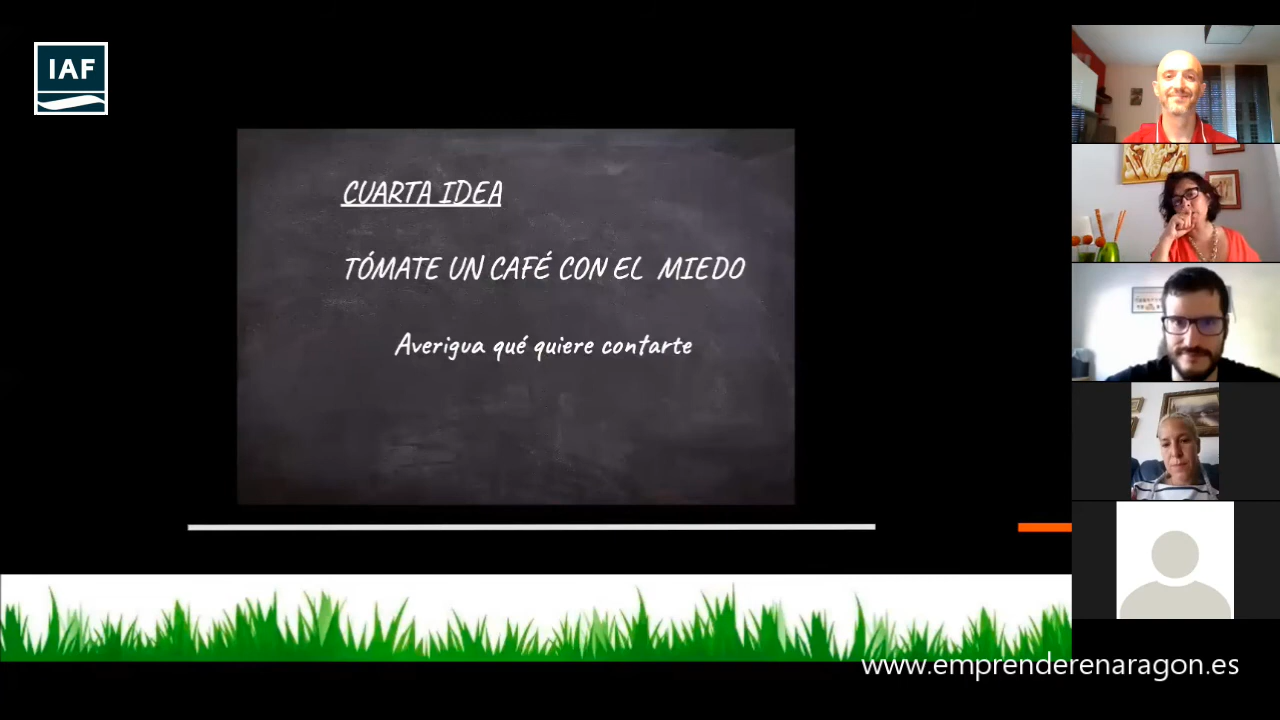 IAF
CUARTA IDEA
TÓMATE UN CAFÉ CON EL MIEDO
Averigua qué quiere contarte
www.emprenderenaragon.es